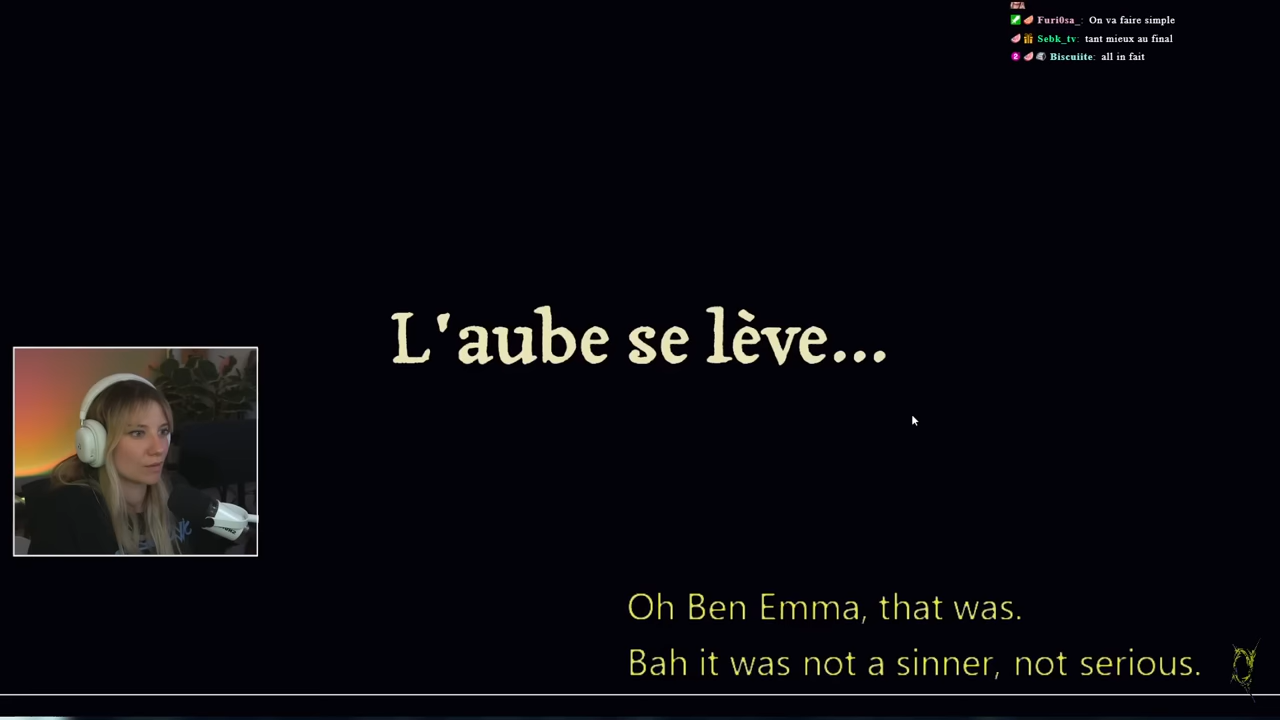 Furi0sa_: On va faire simple
Sebk_tv: tant mieux au final
2 Biscuiite: all in fait
L'aube se lève...
Oh Ben Emma, that was.
Bah it was not a sinner, not serious.